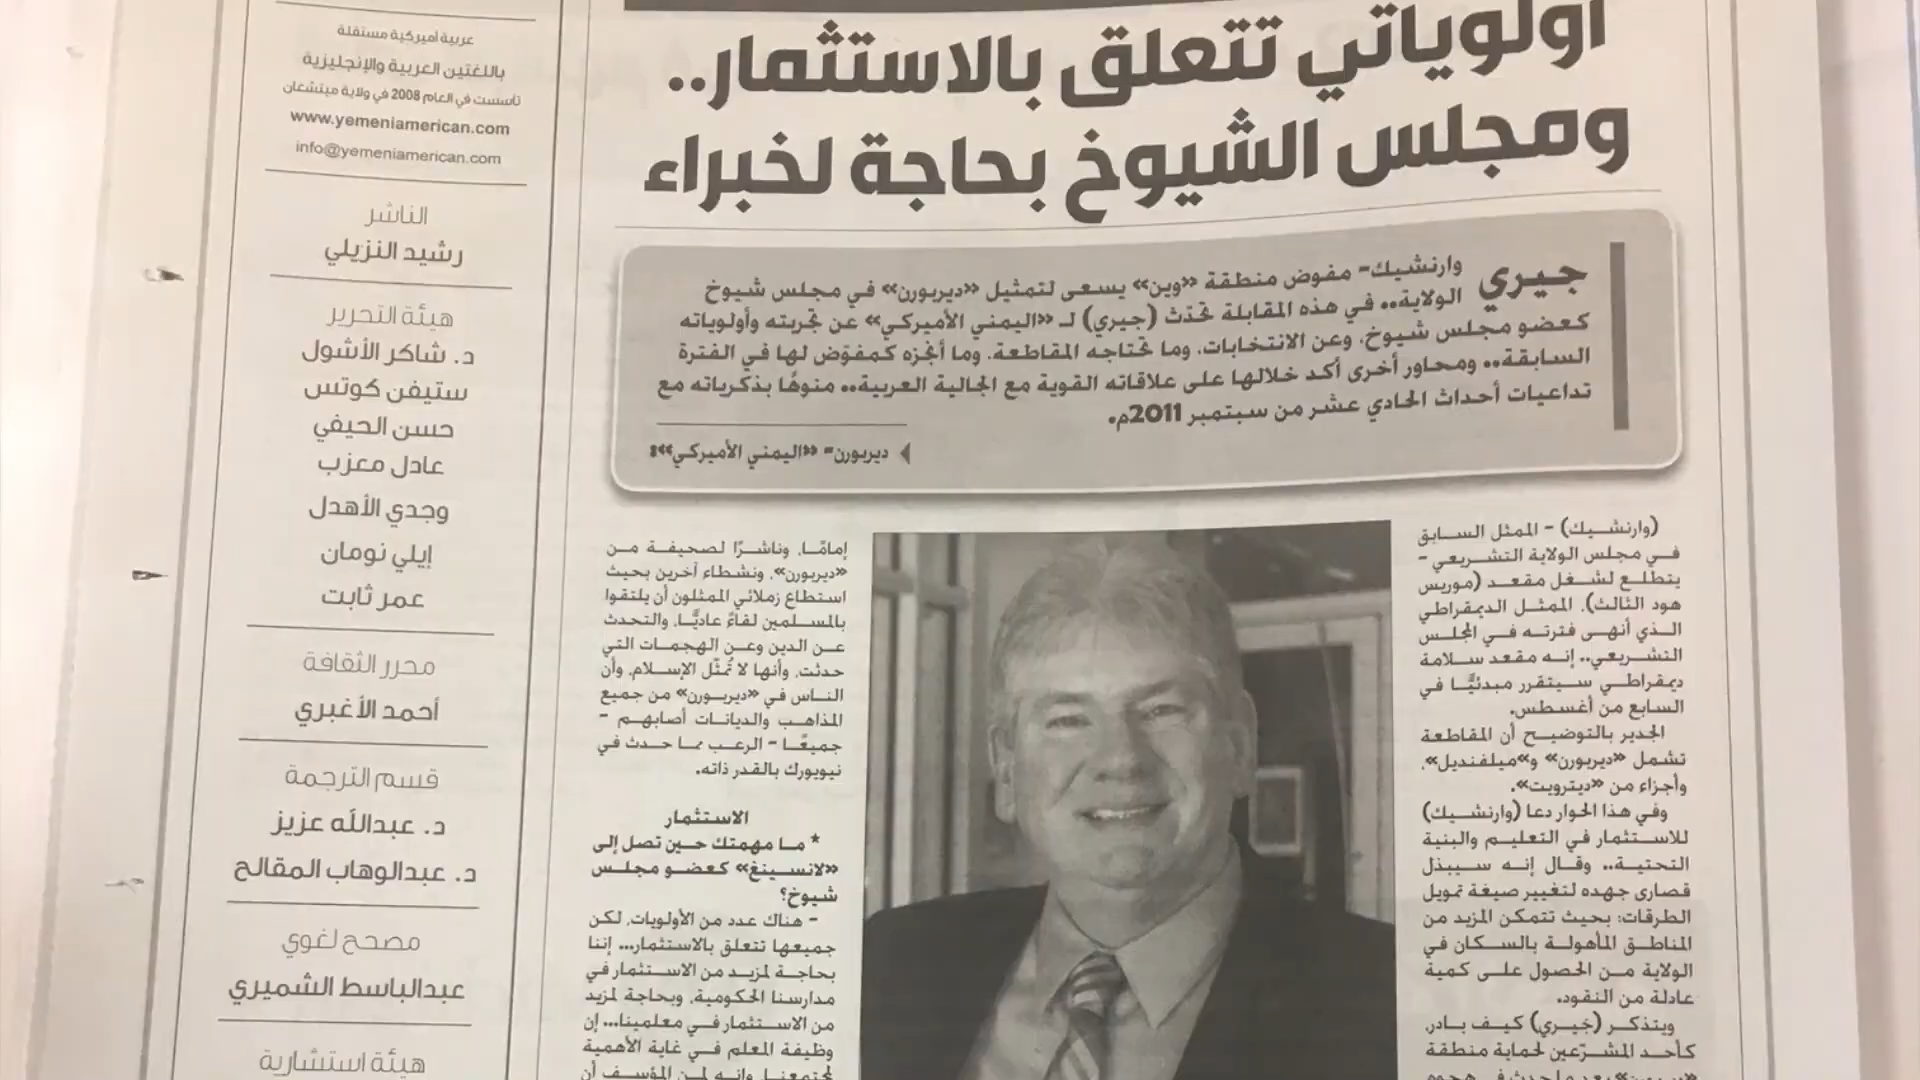 أولوياتي تتعلق بالاستثمار..
ومجلس الشيوخ بحاجة لخبراء
جيري وارنشيك- مفوض منطقة «وين» يسعى لتمثيل «ديربورن» في مجلس شيوخ
الولاية.. في هذه المقابلة تحدّث (جيري) لـ «اليمني الأميركي» عن تجربته وأولوياته
كعضو مجلس شيوخ، وعن الانتخابات، وما تحتاجه المقاطعة، وما أنجزه كمفوّض لها في الفترة
السابقة.. ومحاور أخرى أكد خلالها على علاقاته القوية مع الجالية العربية.. منوهًا بذكرياته مع
تداعيات أحداث الحادي عشر من سبتمبر 2011م.
ديربورن- «اليمني الأميركي»:
(وارنشيك) - الممثل السابق
في مجلس الولاية التشريعي -
يتطلع لشغل مقعد (موريس
هود الثالث)، الممثل الديمقراطي
الذي أنهى فترته في المجلس
التشريعي.. إنه مقعد سلامة
ديمقراطي سيتقرر مبدئيًّا في
السابع من أغسطس.
الجدير بالتوضيح أن المقاطعة
تشمل «ديربورن» و«ميلفنديل»،
وأجزاء من «ديترويت».
وفي هذا الحوار دعا (وارنشيك)
للاستثمار في التعليم والبنية
التحتية.. وقال إنه سيبذل
قصارى جهده لتغيير صيغة تمويل
الطرقات؛ بحيث تتمكن المزيد من
المناطق المأهولة بالسكان في
الولاية من الحصول على كمية
عادلة من النقود.
ويتذكر (جيري) كيف بادر،
كأحد المشرّعين لحماية منطقة
إمامًا، وناشرًا لصحيفة من
«ديربورن»، ونشطاء آخرين بحيث
استطاع زملائي الممثلون أن يلتقوا
بالمسلمين لقاءً عاديًّا، والتحدث
عن الدين وعن الهجمات التي
حدثت، وأنها لا تُمثّل الإسلام، وأن
الناس في «ديربورن» من جميع
المذاهب والديانات أصابهم -
جميعًا - الرعب مما حدث في
نيويورك بالقدر ذاته.
الاستثمار
* ما مهمتك حين تصل إلى
«لانسينغ» كعضو مجلس
شيوخ؟
- هناك عدد من الأولويات، لكن
جميعها تتعلق بالاستثمار... إننا
بحاجة لمزيد من الاستثمار في
مدارسنا الحكومية، وبحاجة لمزيد
من الاستثمار في معلمينا... إن
وظيفة المعلم في غاية الأهمية
لمجتمعنا، وإنه لمن المؤسف أن
عربية أميركية مستقلة
باللغتين العربية والإنجليزية
تأسست في العام 2008 في ولاية ميتشغان
www.yemeniamerican.com
info@yemeniamerican.com
الناشر
رشيد النزيلي
هيئة التحرير
د. شاكر الأشول
ستيفن كوتس
حسن الحيفي
عادل معزب
وجدي الأهدل
إيلي نومان
عمر ثابت
محرر الثقافة
أحمد الأغبري
قسم الترجمة
د. عبدالله عزيز
د. عبدالوهاب المقالح
مصحح لغوي
عبدالباسط الشميري
هيئة استشارية